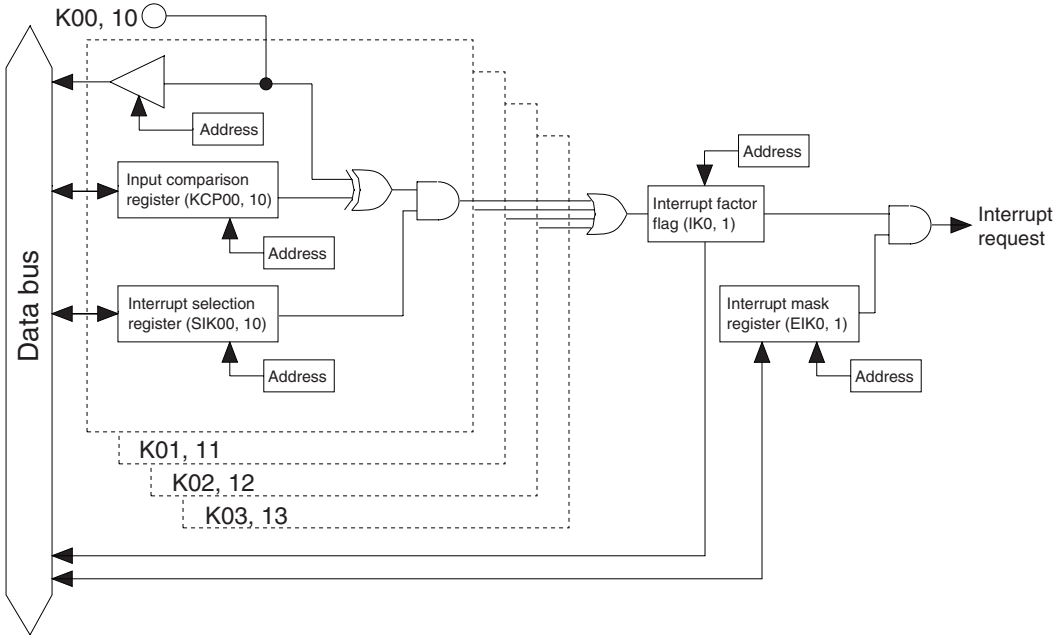 K00, 10
Address
Input comparison
register (KCP00, 10)
Address
Interrupt selection
register (SIK00, 10)
Address
K01, 11
K02, 12
K03, 13
Data bus
Address
Interrupt factor
flag (IK0, 1)
Interrupt
request
Interrupt mask
register (EIK0, 1)
Address